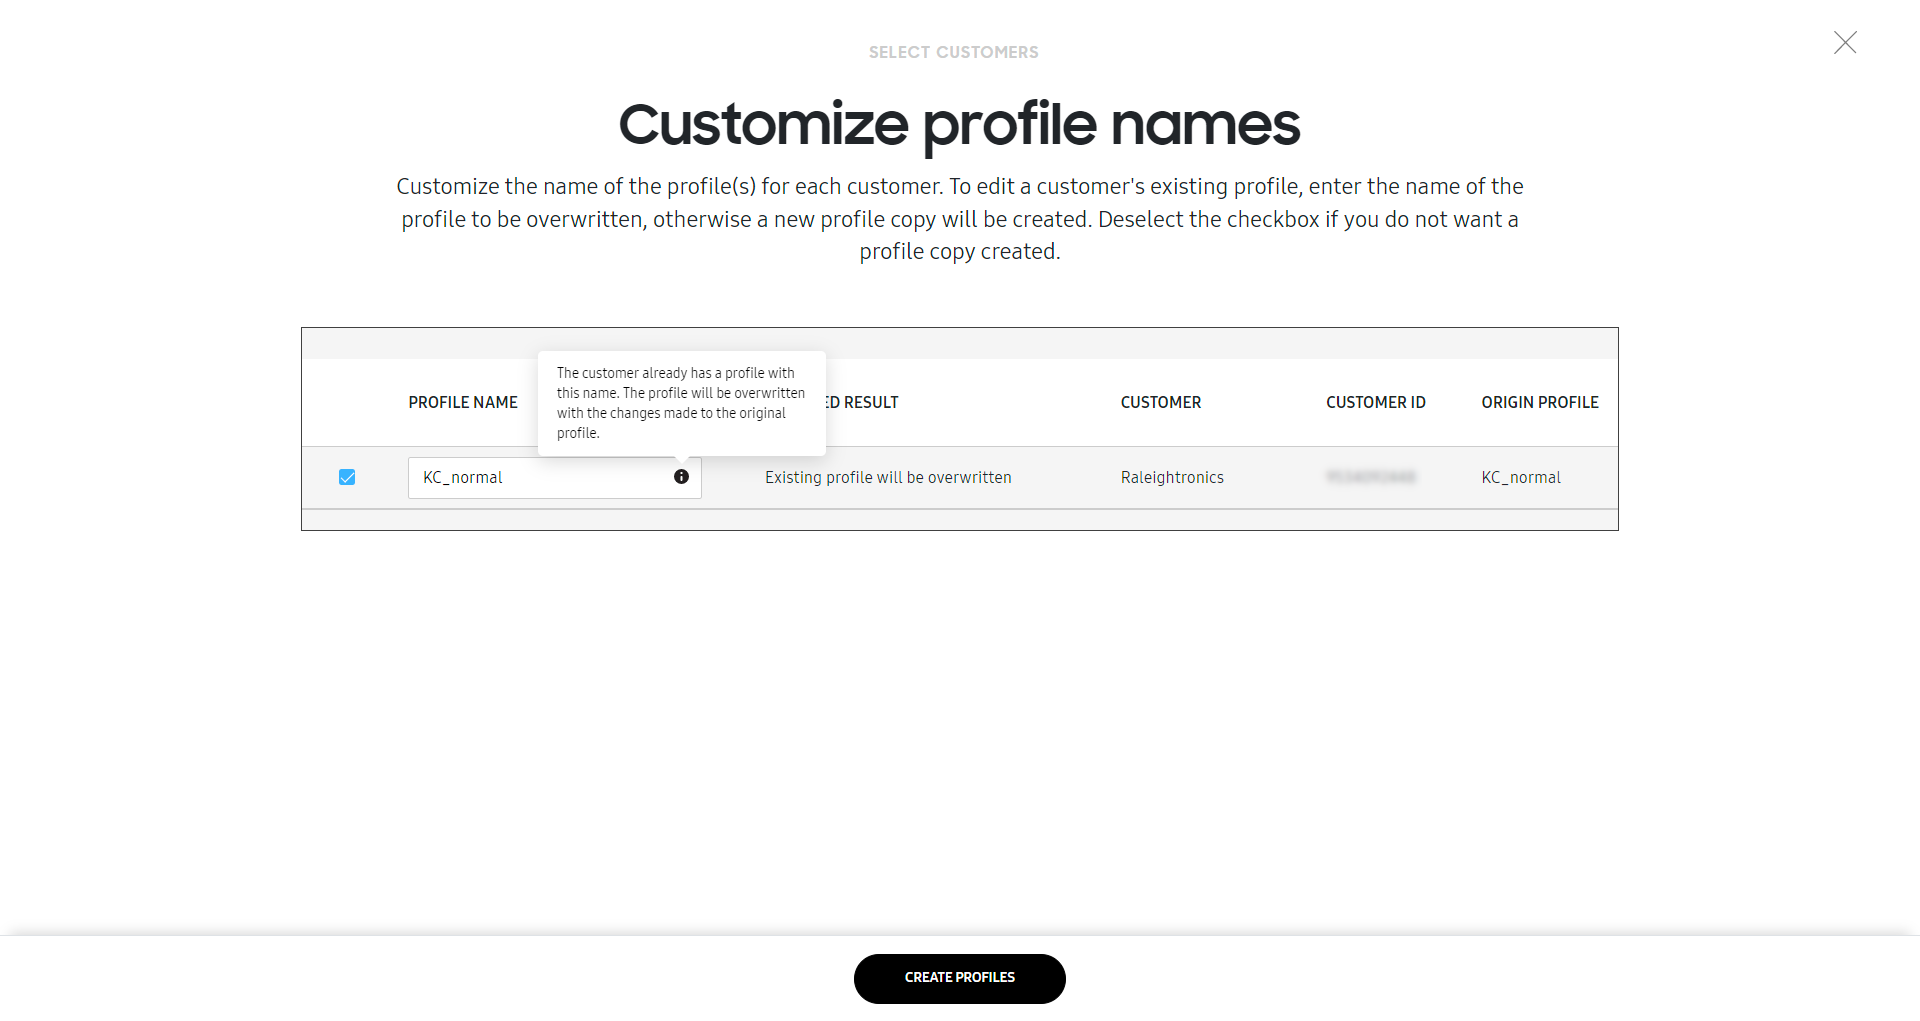 SELECT CUSTOMERS
Customize profile names
Customize the name of the profile(s) for each customer. To edit a customer's existing profile, enter the name of the
profile to be overwritten, otherwise a new profile copy will be created. Deselect the checkbox if you do not want a
profile copy created.
The customer already has a profile with
this name. The profile will be overwritten
with the changes made to the original
profile.
PROFILE NAME ED RESULT CUSTOMER CUSTOMER ID ORIGIN PROFILE
KC_normal Existing profile will be overwritten Raleightronics KC_normal
CREATE PROFILES